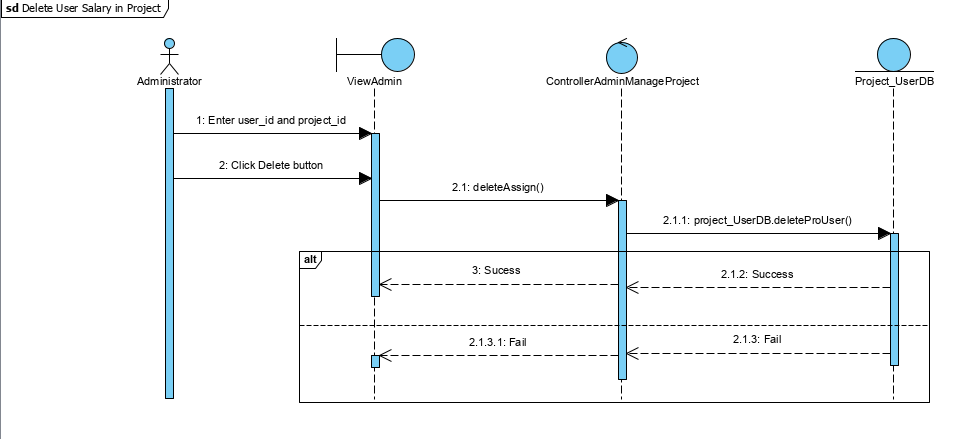 sd Delete User Salary in Project
Administrator
ViewAdmin
ControllerAdminManageProject
Project_UserDB
1: Enter user_id and project_id
2: Click Delete button
2.1: deleteAssign()
2.1.1: project_UserDB.deleteProUser()
alt
3: Sucess
2.1.2: Success
2.1.3.1: Fail
2.1.3: Fail